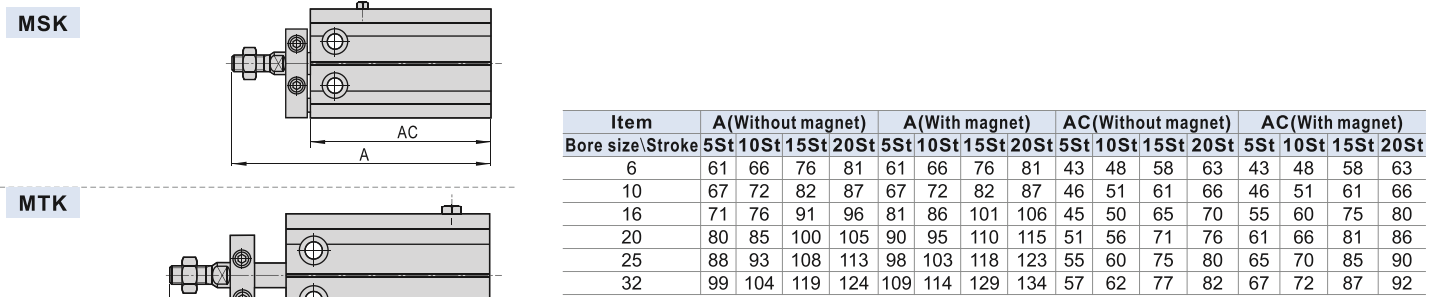 MSK
AC
A
MTK
Item A(Without magnet) A(With magnet) AC(Without magnet) AC(With magnet)
Bore size\Stroke 5St 10St 15St 20St 5St 10St 15St 20St 5St 10St 15St 20St 5St 10St 15St 20St
6 61 66 76 81 61 66 76 81 43 48 58 63 43 48 58 63
10 67 72 82 87 67 72 82 87 46 51 61 66 46 51 61 66
16 71 76 91 96 81 86 101 106 45 50 65 70 55 60 75 80
20 80 85 100 105 90 95 110 115 51 56 71 76 61 66 81 86
25 88 93 108 113 98 103 118 123 55 60 75 80 65 70 85 90
32 99 104 119 124 109 114 129 134 57 62 77 82 67 72 87 92